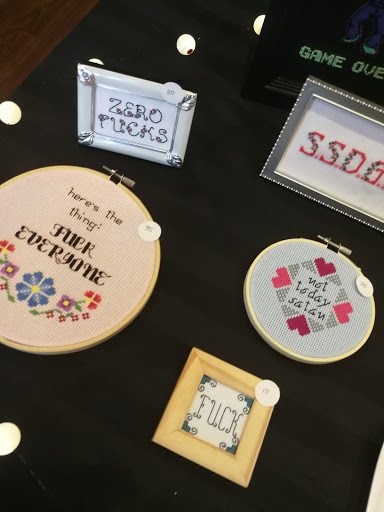 GAME OVE
20
ZERO
FUCKS
S.S.D.G
here's the
thing:
FUCK
EVERYONE
not
today
satan
FUCK